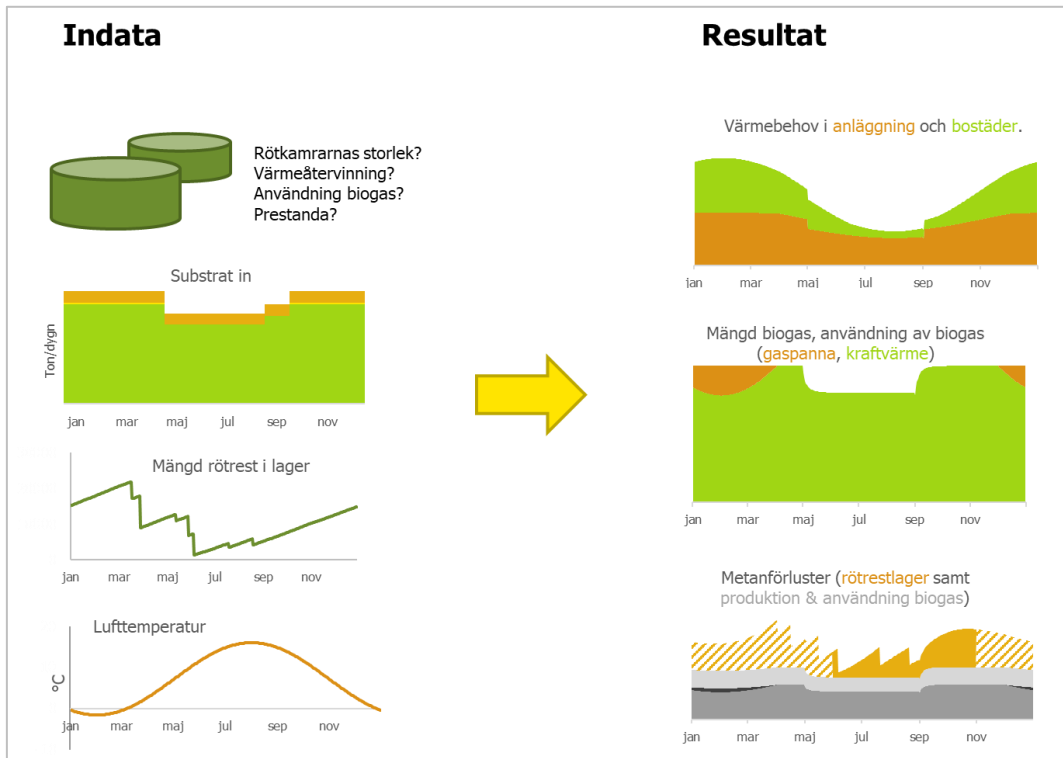 Indata
Rötkamrarnas storlek?
Värmeåtervinning?
Användning biogas?
Prestanda?
Substrat in
Ton/dygn
jan mar maj jul sep nov
Mängd rötrest i lager
jan mar maj jul sep nov
Lufttemperatur
°C
jan mar maj jul sep nov
Resultat
Värmebehov i anläggning och bostäder.
jan mar maj jul sep nov
Mängd biogas, användning av biogas
(gaspanna, kraftvärme)
jan mar maj jul sep nov
Metanförluster (rötrestlager samt
produktion & användning biogas)
jan mar maj jul sep nov